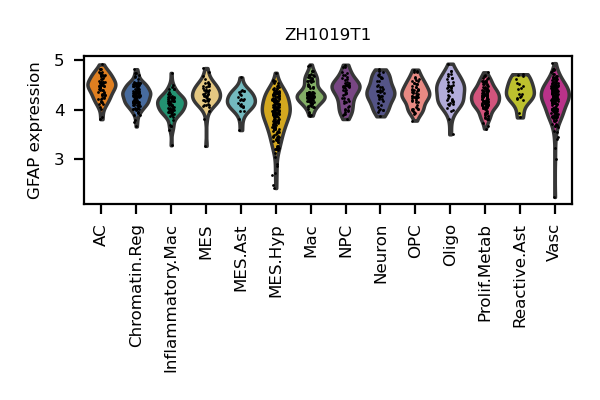 ZH1019T1
GFAP expression
5
4
3
AC
Chromatin.Reg
Inflammatory.Mac
MES
MES.Ast
MES.Hyp
Mac
NPC
Neuron
OPC
Oligo
Prolif.Metab
Reactive.Ast
Vasc